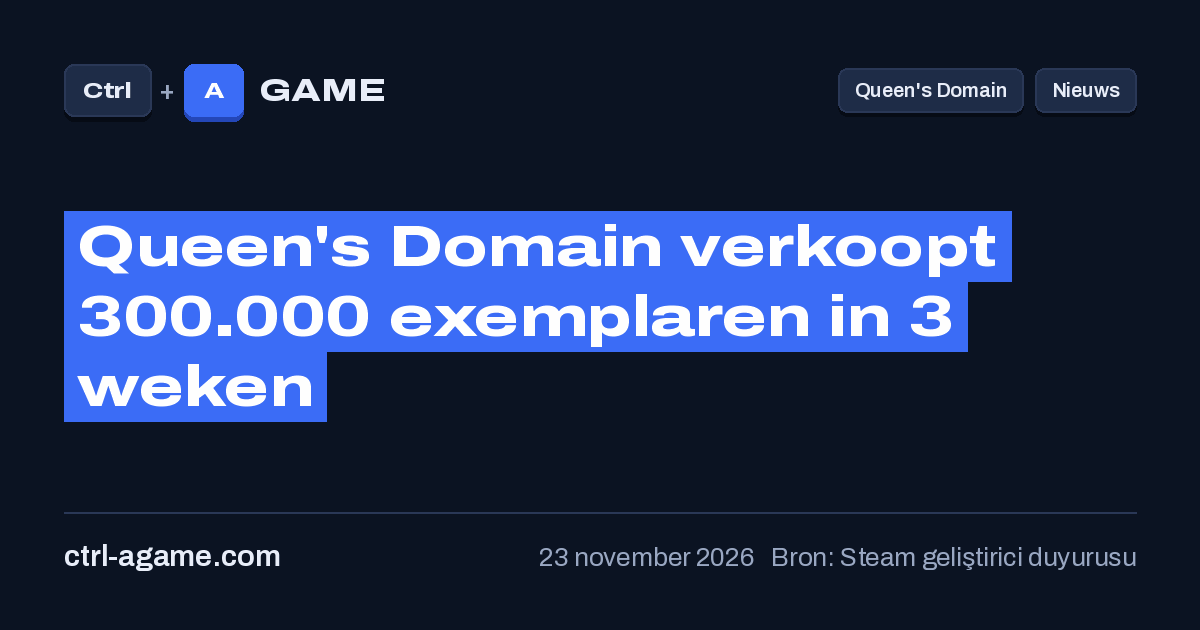 Ctrl + A GAME
Queen's Domain Nieuws
Queen's Domain verkoopt
300.000 exemplaren in 3
weken
ctrl-agame.com
23 november 2026 Bron: Steam geliştirici duyurusu